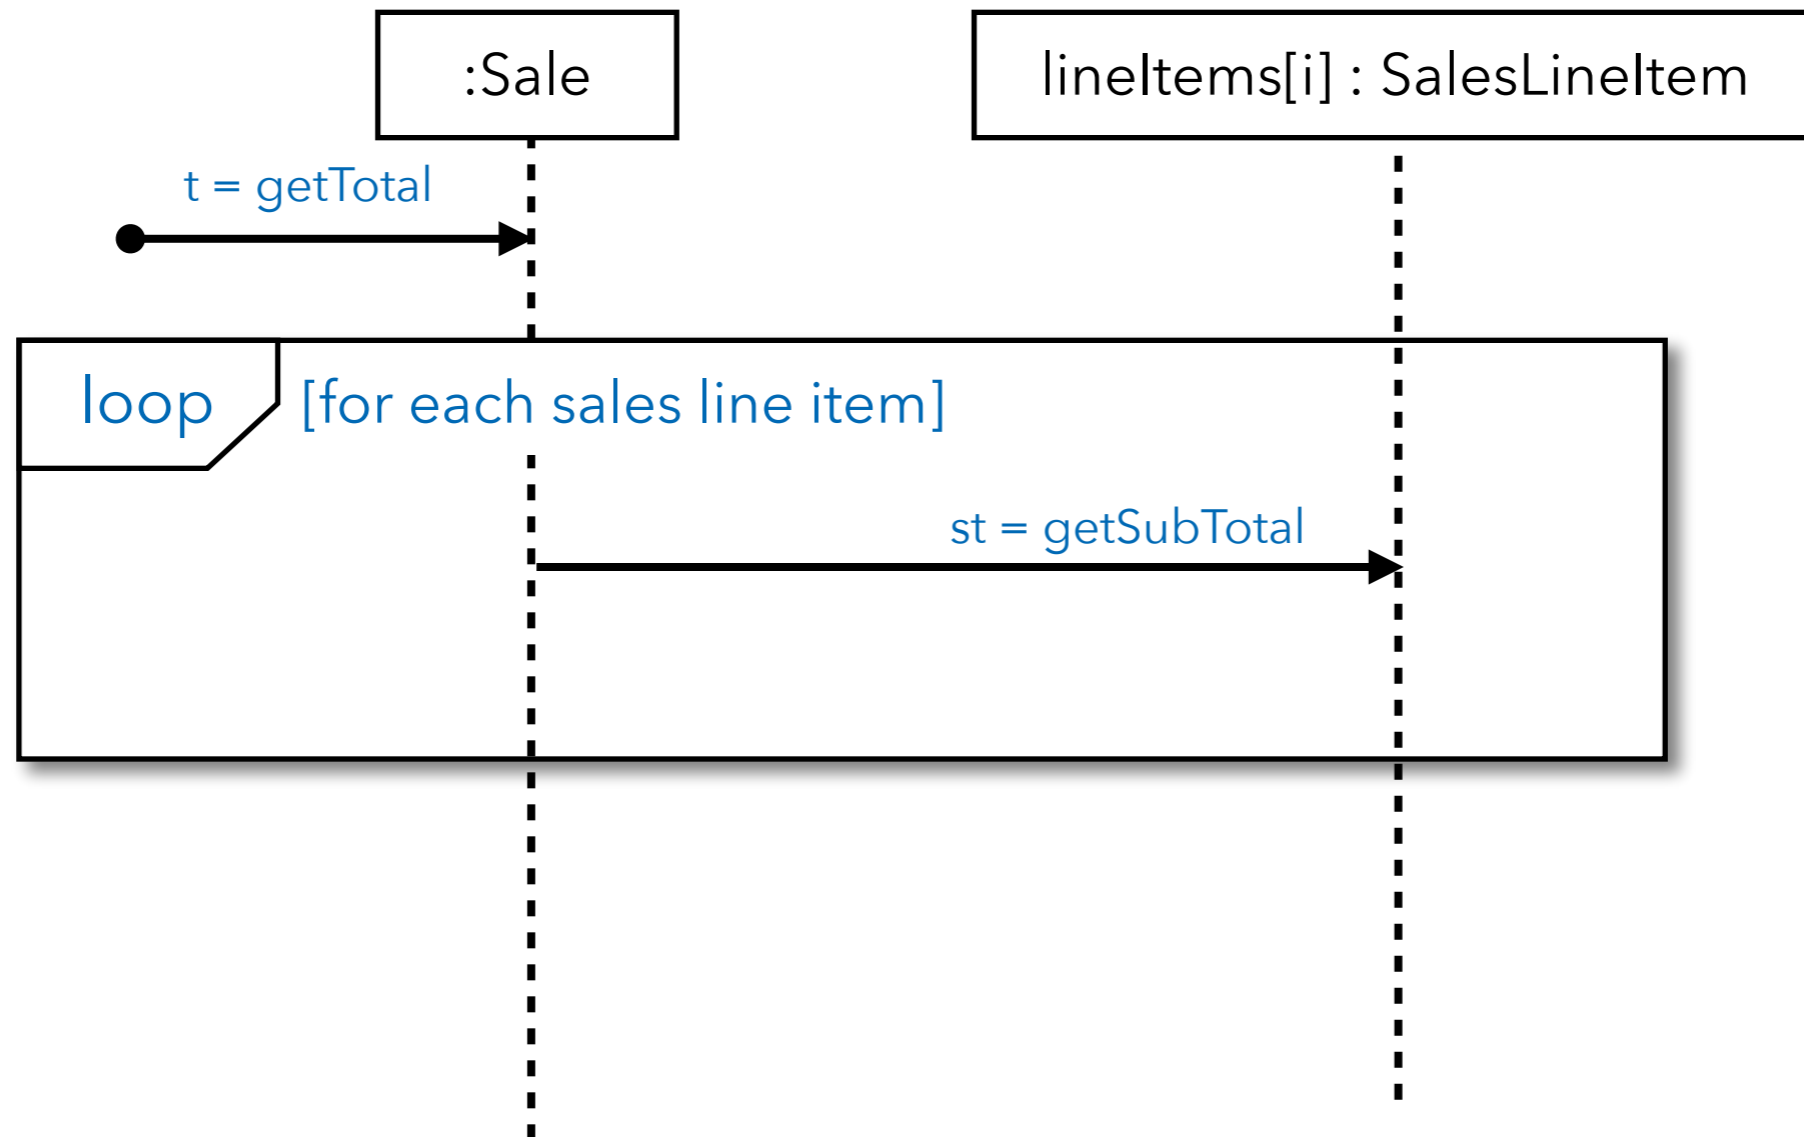 :Sale
lineItems[i] : SalesLineItem
t = getTotal
loop
[for each sales line item]
st = getSubTotal